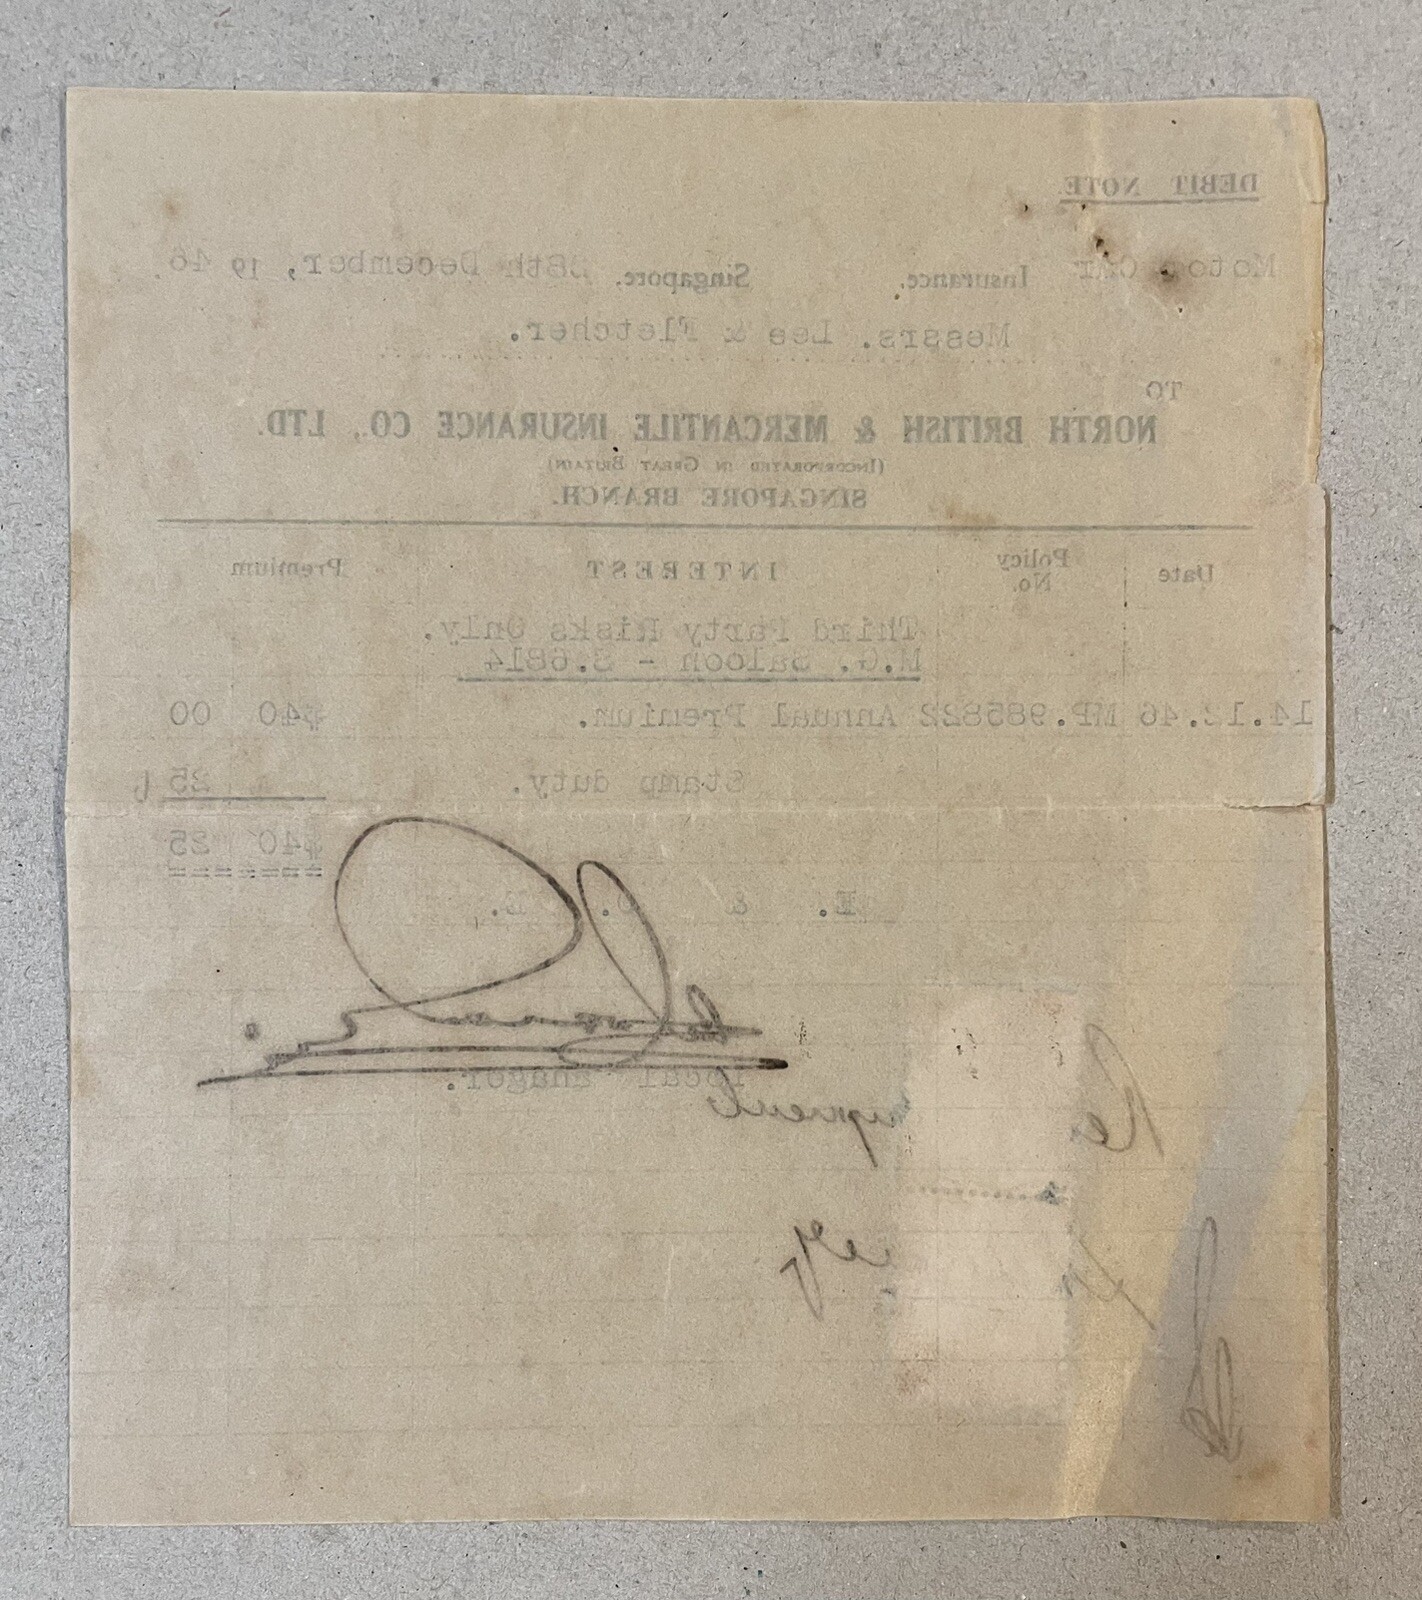 DEBIT NOTE.
Motor Car Insurance. Singapore. 28th December, 1946.
Messrs. Lee & Fletcher.
TO
NORTH BRITISH & MERCANTILE INSURANCE CO., LTD.
(INCORPORATED IN GREAT BRITAIN)
SINGAPORE BRANCH.
Date Policy No. INTEREST Premium
Third Party Risks Only.
M.G. Saloon - S.6814
14.12.46 MP.985822 Annual Premium. $40 00
Stamp duty. 25
$40 25
E. & O. E.
Local Manager.